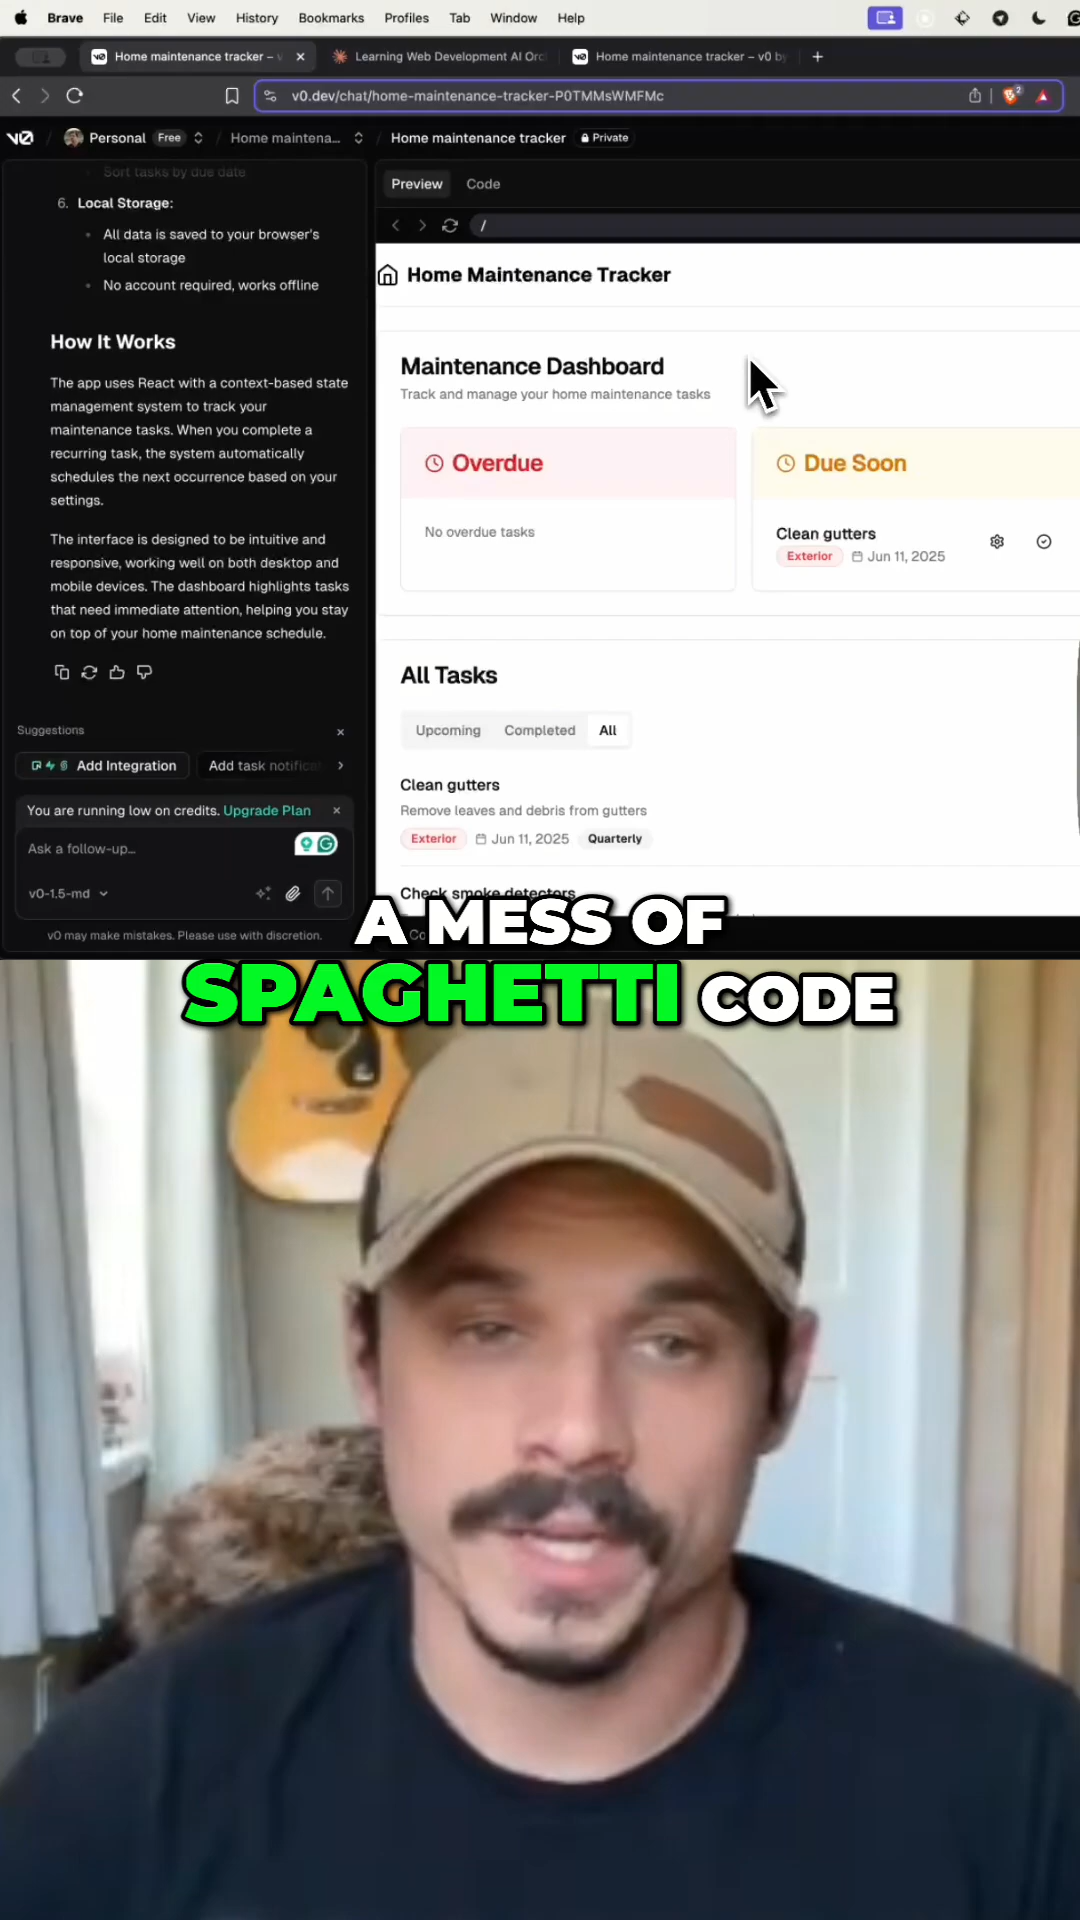 Brave File Edit View History Bookmarks Profiles Tab Window Help
Home maintenance tracker – v
Learning Web Development AI Orc
Home maintenance tracker – v0 by
v0.dev/chat/home-maintenance-tracker-P0TMMsWMFMc
2
v0 / Personal Free / Home maintena... / Home maintenance tracker Private
Sort tasks by due date
6. Local Storage:
All data is saved to your browser's
local storage
No account required, works offline
How It Works
The app uses React with a context-based state
management system to track your
maintenance tasks. When you complete a
recurring task, the system automatically
schedules the next occurrence based on your
settings.
The interface is designed to be intuitive and
responsive, working well on both desktop and
mobile devices. The dashboard highlights tasks
that need immediate attention, helping you stay
on top of your home maintenance schedule.
Suggestions
Add Integration
Add task notificat
You are running low on credits. Upgrade Plan
Ask a follow-up...
v0-1.5-md
v0 may make mistakes. Please use with discretion.
Preview Code
/
Home Maintenance Tracker
Maintenance Dashboard
Track and manage your home maintenance tasks
Overdue
No overdue tasks
Due Soon
Clean gutters
Exterior Jun 11, 2025
All Tasks
Upcoming Completed All
Clean gutters
Remove leaves and debris from gutters
Exterior Jun 11, 2025 Quarterly
Check smoke detectors
A MESS OF
SPAGHETTI CODE